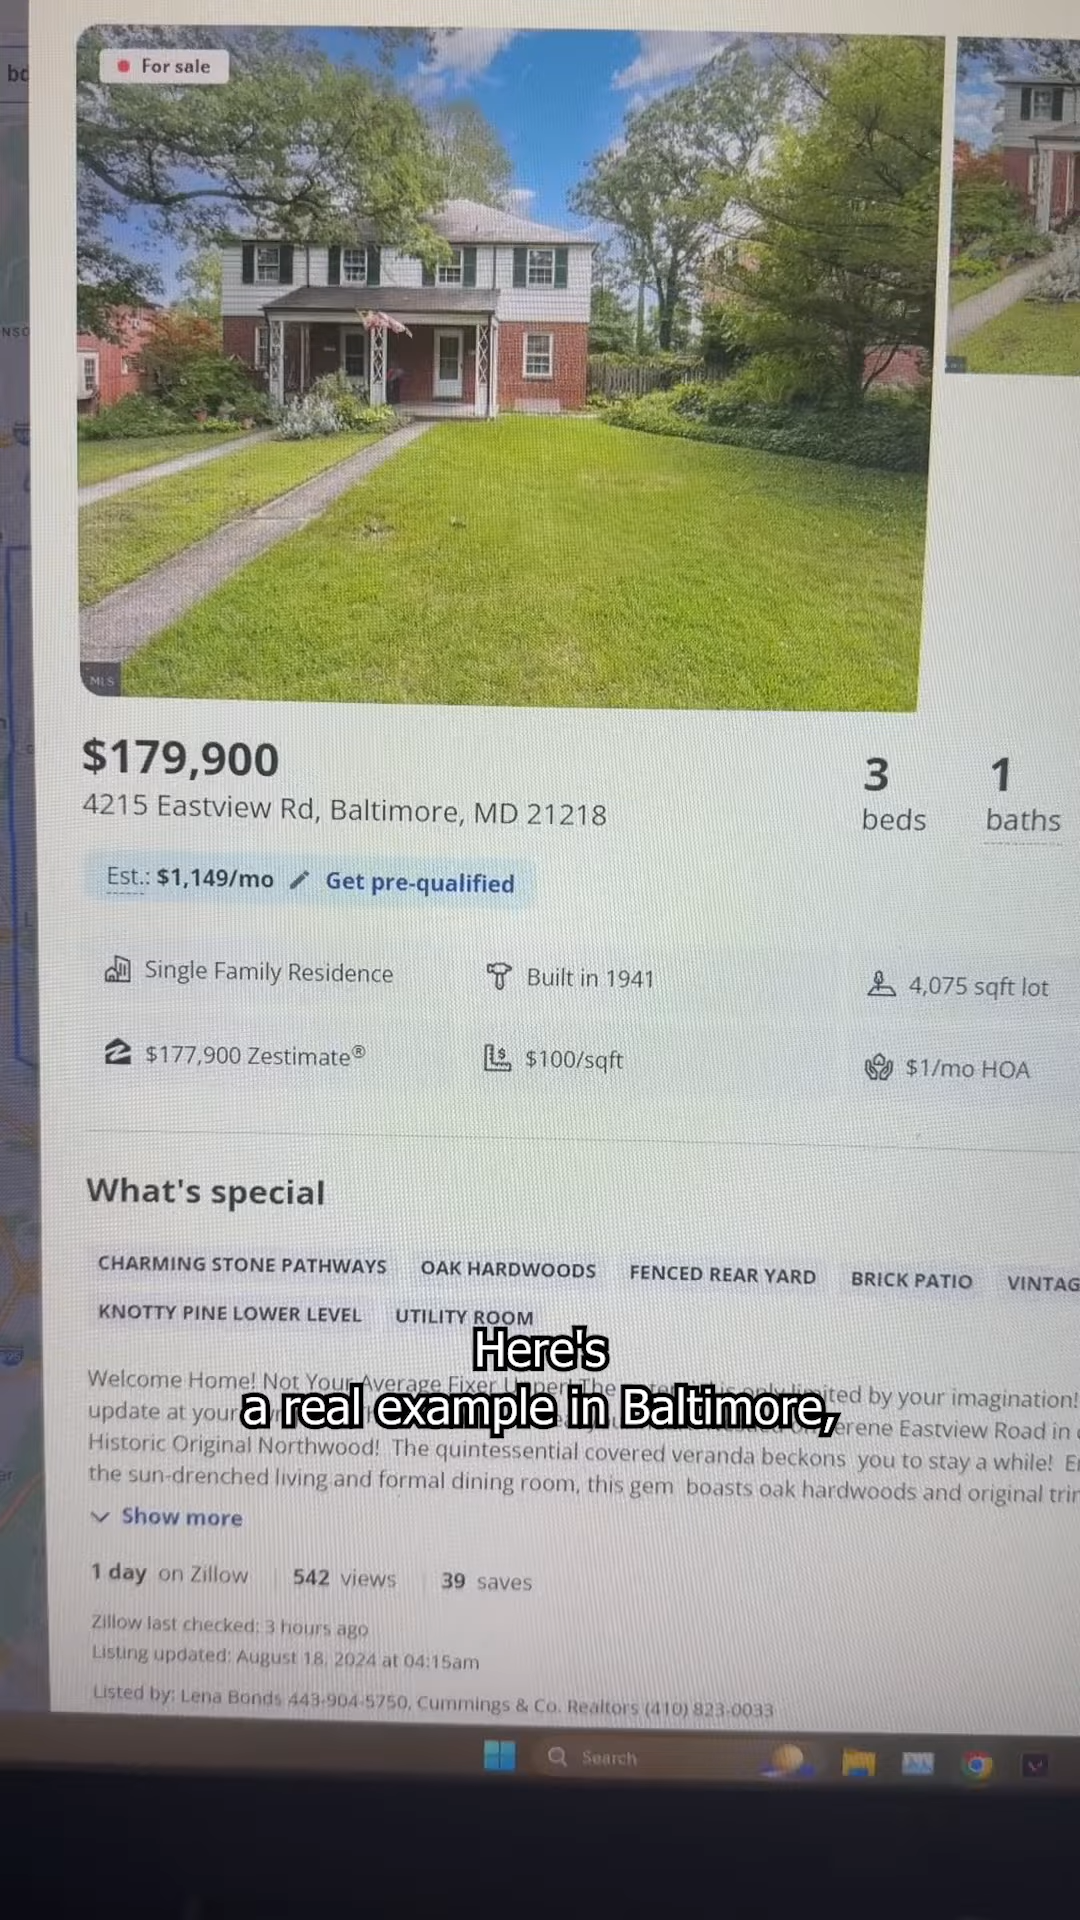 For sale
MLS
$179,900
4215 Eastview Rd, Baltimore, MD 21218
3
beds
1
baths
Est.: $1,149/mo
Get pre-qualified
Single Family Residence
Built in 1941
4,075 sqft lot
$177,900 Zestimate®
$100/sqft
$1/mo HOA
What's special
CHARMING STONE PATHWAYS
OAK HARDWOODS
FENCED REAR YARD
BRICK PATIO
VINTAG
KNOTTY PINE LOWER LEVEL
UTILITY ROOM
Here's
a real example in Baltimore,
Welcome Home! Not Your Average Fixer Upper! The limited by your imagination!
update at your Eastview Road in
Historic Original Northwood! The quintessential covered veranda beckons you to stay a while!
the sun-drenched living and formal dining room, this gem boasts oak hardwoods and original
Show more
1 day on Zillow
542 views
39 saves
Zillow last checked: 3 hours ago
Listing updated: August 18, 2024 at 04:15am
Listed by: Lena Bonds 443-904-5750, Cummings & Co. Realtors (410) 823-0033
Search